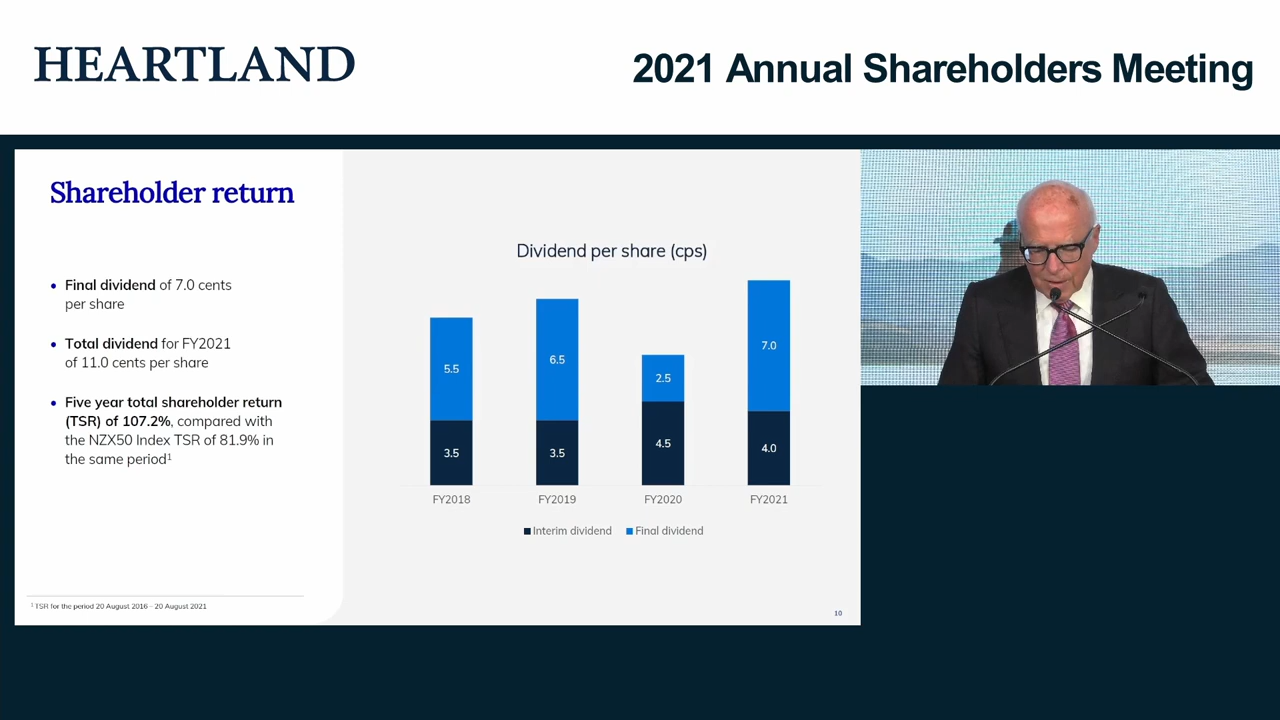 HEARTLAND
2021 Annual Shareholders Meeting
Shareholder return
• Final dividend of 7.0 cents
per share
• Total dividend for FY2021
of 11.0 cents per share
• Five year total shareholder return
(TSR) of 107.2%, compared with
the NZX50 Index TSR of 81.9% in
the same period¹
¹ TSR for the period 20 August 2016 – 20 August 2021
Dividend per share (cps)
5.5
6.5
2.5
7.0
3.5
3.5
4.5
4.0
FY2018
FY2019
FY2020
FY2021
Interim dividend
Final dividend
10